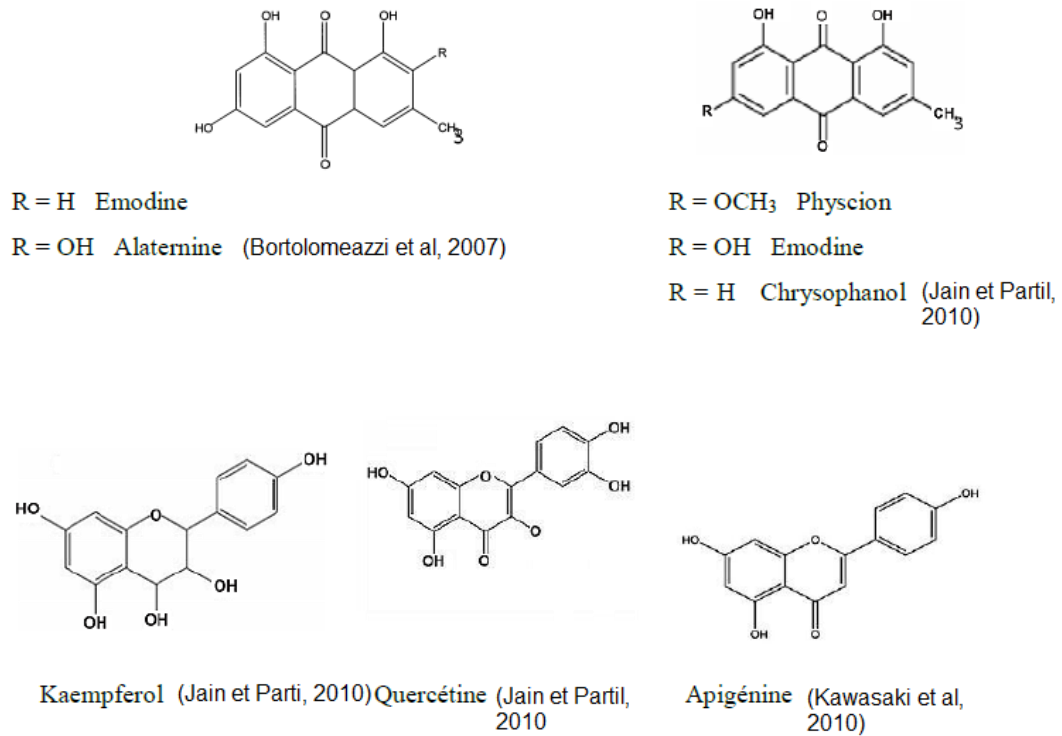 OH
O
OH
R
HO
O
CH3
OH
O
OH
R
O
CH3
R = H Emodine
R = OH Alaternine (Bortolomeazzi et al, 2007)
R = OCH3 Physcion
R = OH Emodine
R = H Chrysophanol (Jain et Partil,
2010)
OH
HO
O
OH
OH
OH
OH
HO
O
OH
O
OH
O
OH
HO
O
OH
O
Kaempferol (Jain et Parti, 2010)
Quercétine (Jain et Partil,
2010
Apigénine (Kawasaki et al,
2010)